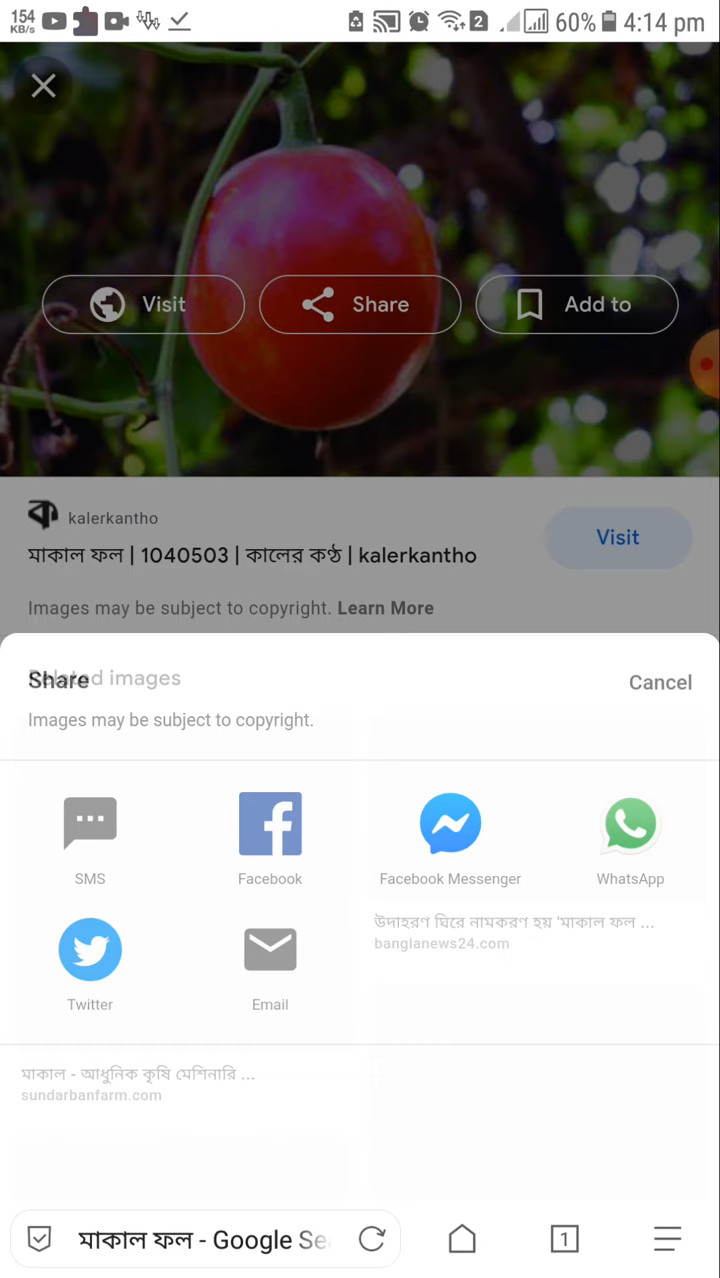 154
KB/s
2
60%
4:14 pm
Visit
Share
Add to
kalerkantho
Visit
মাকাল ফল | 1040503 | কালের কণ্ঠ | kalerkantho
Images may be subject to copyright. Learn More
Related images
Share
Cancel
Images may be subject to copyright.
SMS
Facebook
Facebook Messenger
WhatsApp
উদাহরণ ঘিরে নামকরণ হয় 'মাকাল ফল ...
banglanews24.com
Twitter
Email
মাকাল - আধুনিক কৃষি মেশিনারি ...
sundarbanfarm.com
মাকাল ফল - Google Se
1